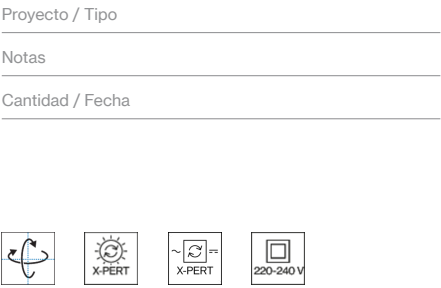 Proyecto / Tipo
Notas
Cantidad / Fecha
X-PERT
X-PERT
220-240 V